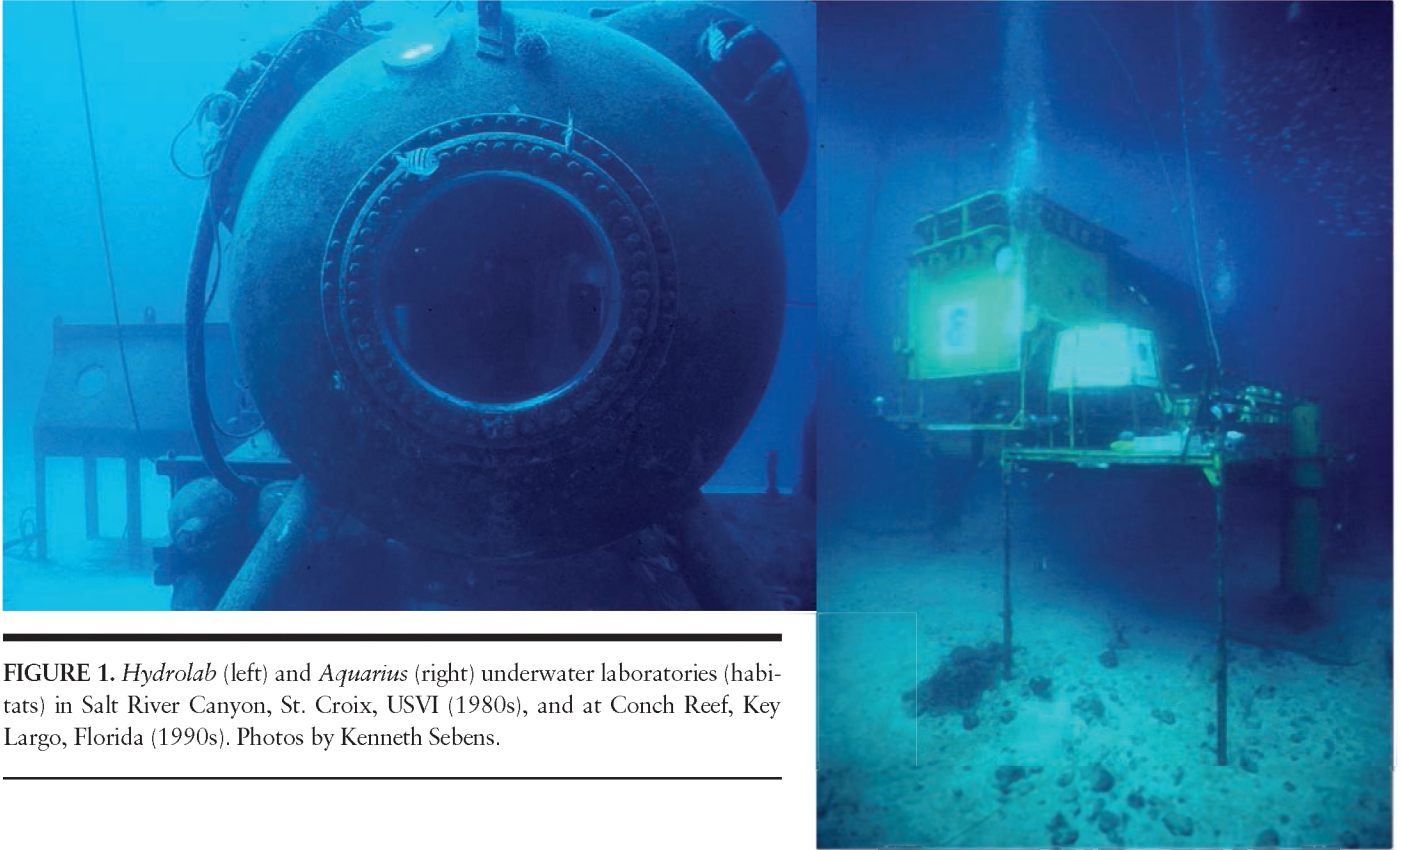 FIGURE 1. Hydrolab (left) and Aquarius (right) underwater laboratories (habi-
tats) in Salt River Canyon, St. Croix, USVI (1980s), and at Conch Reef, Key
Largo, Florida (1990s). Photos by Kenneth Sebens.